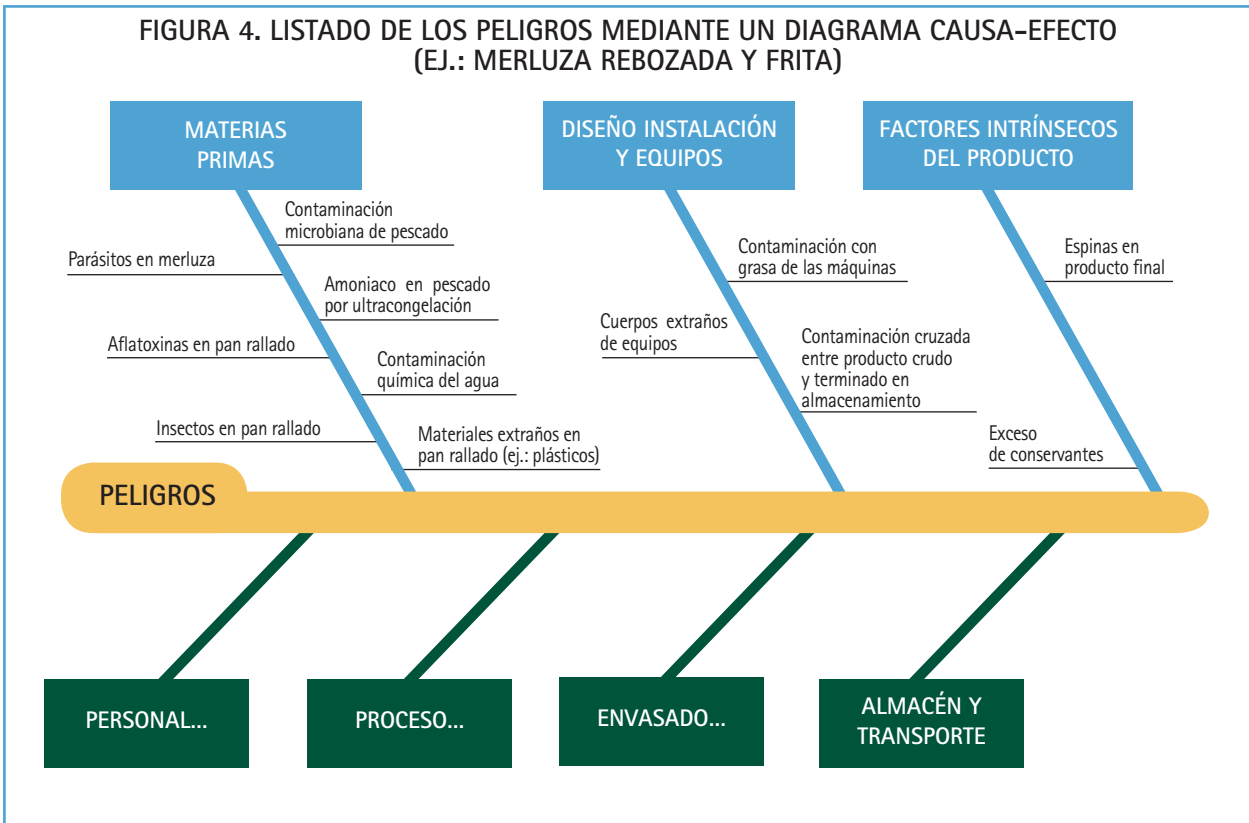 FIGURA 4. LISTADO DE LOS PELIGROS MEDIANTE UN DIAGRAMA CAUSA-EFECTO
(EJ.: MERLUZA REBOZADA Y FRITA)
MATERIAS
PRIMAS
DISEÑO INSTALACIÓN
Y EQUIPOS
FACTORES INTRÍNSECOS
DEL PRODUCTO
Contaminación
microbiana de pescado
Parásitos en merluza
Amoniaco en pescado
por ultracongelación
Aflatoxinas en pan rallado
Contaminación
química del agua
Insectos en pan rallado
Materiales extraños en
pan rallado (ej.: plásticos)
Contaminación con
grasa de las máquinas
Cuerpos extraños
de equipos
Contaminación cruzada
entre producto crudo
y terminado en
almacenamiento
Espinas en
producto final
Exceso
de conservantes
PELIGROS
PERSONAL...
PROCESO...
ENVASADO...
ALMACÉN Y
TRANSPORTE